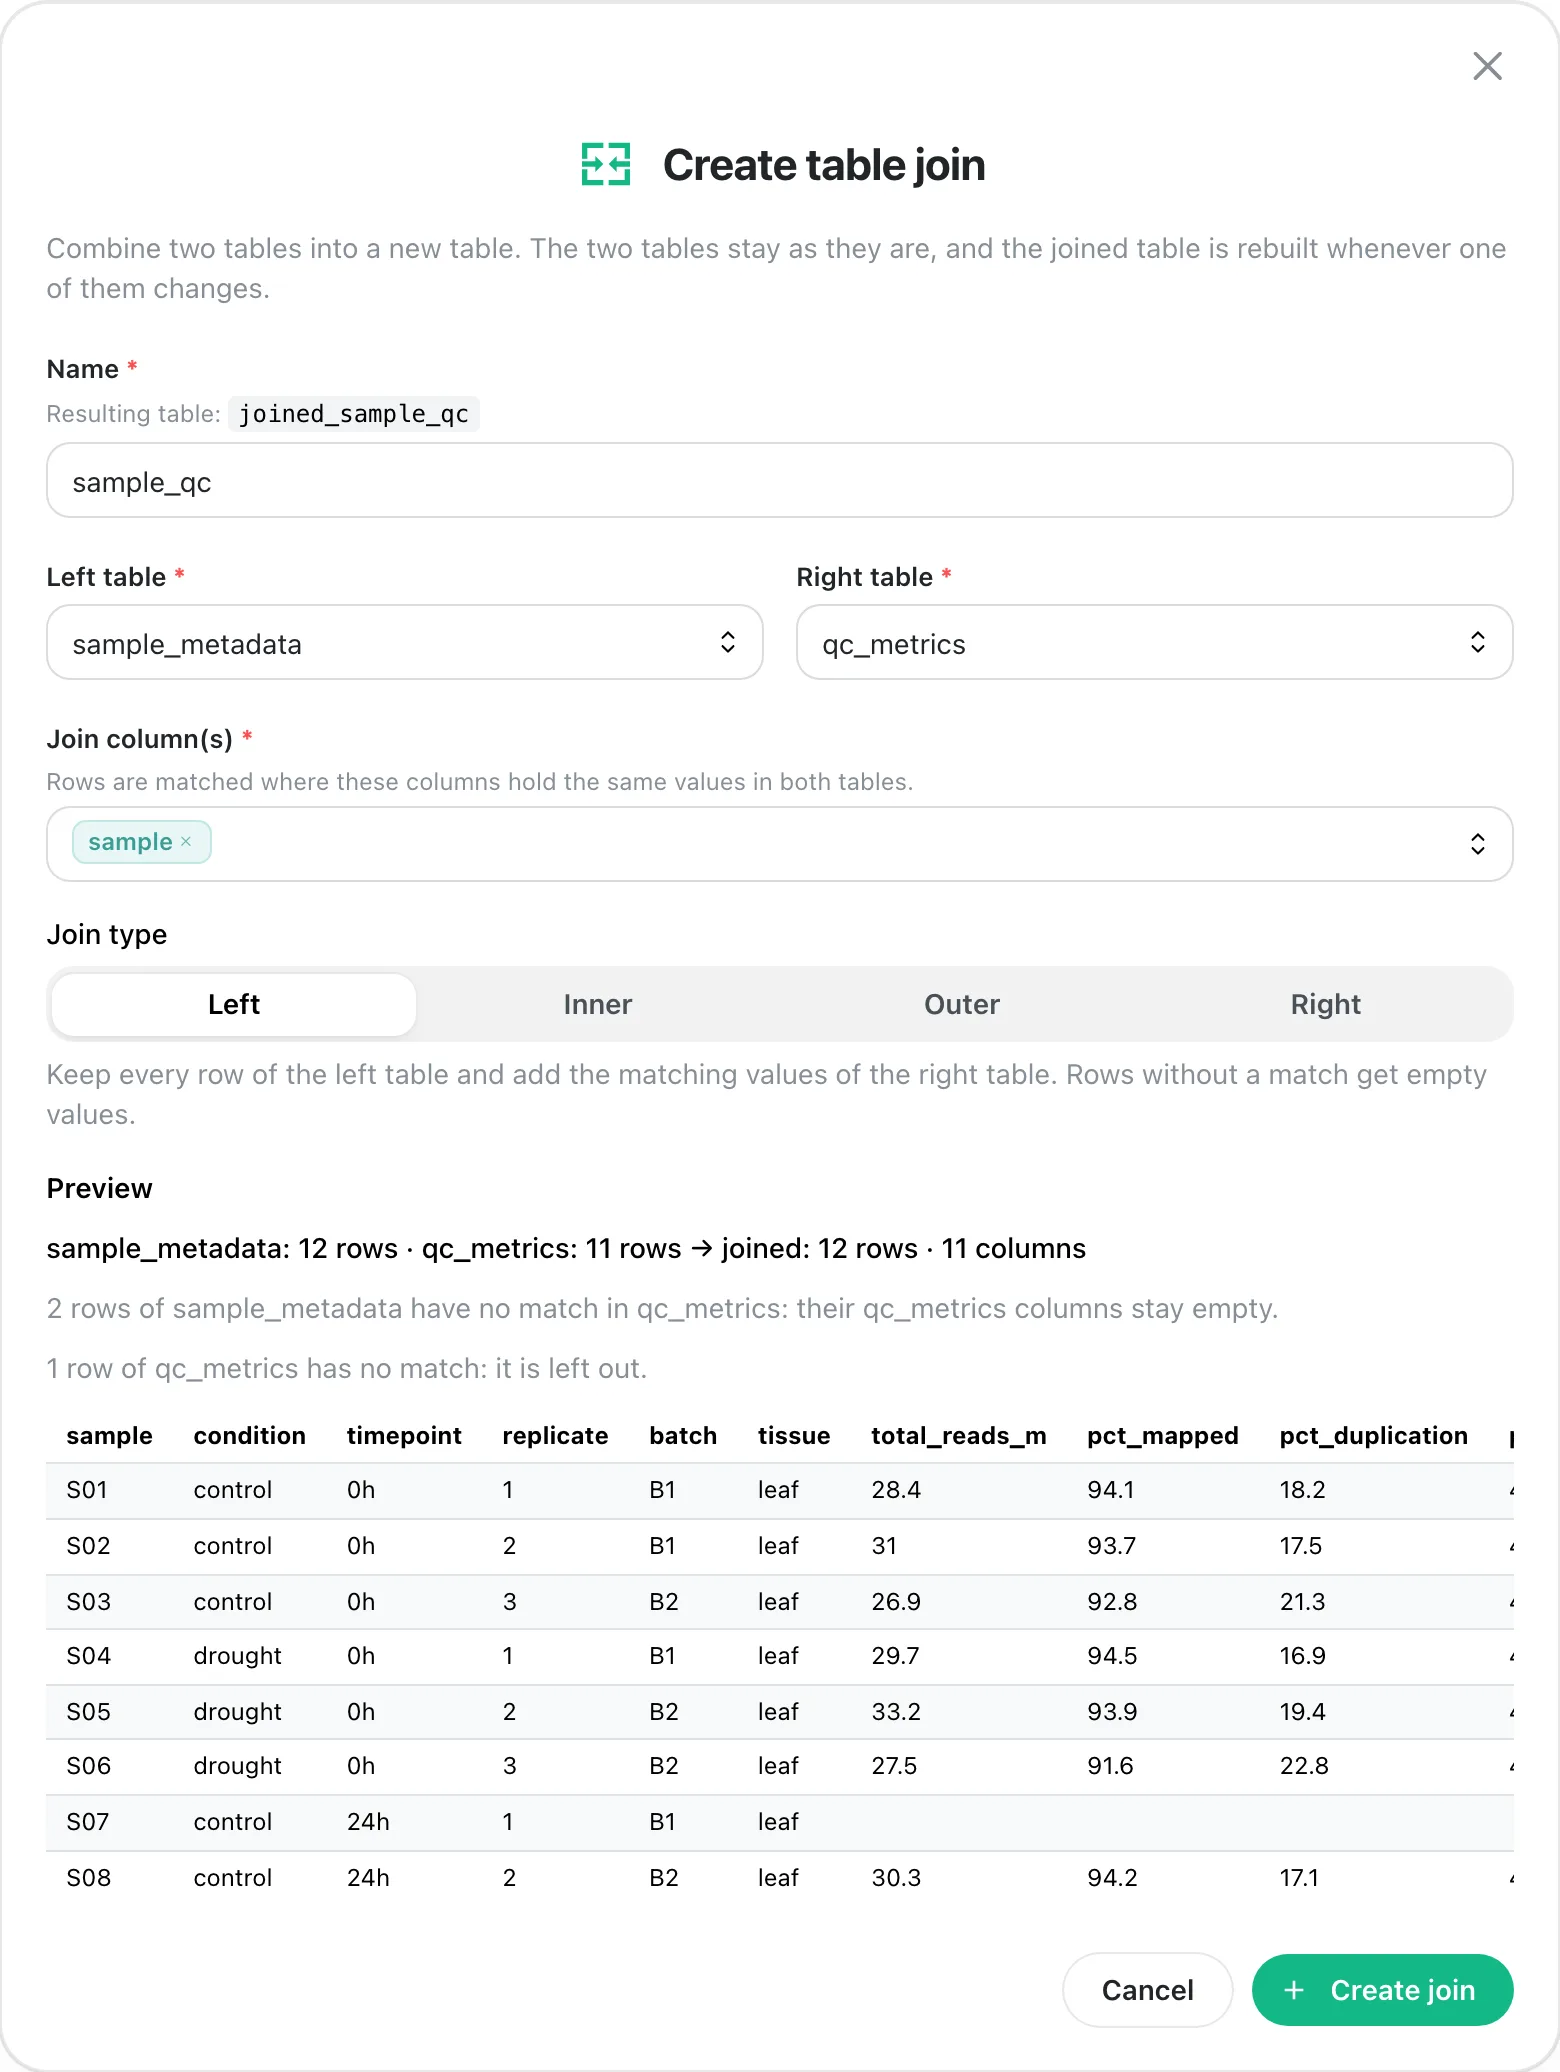 Create table join
Combine two tables into a new table. The two tables stay as they are, and the joined table is rebuilt whenever one
of them changes.
Name *
Resulting table: joined_sample_qc
sample_qc
Left table * Right table *
sample_metadata qc_metrics
Join column(s) *
Rows are matched where these columns hold the same values in both tables.
sample ×
Join type
Left Inner Outer Right
Keep every row of the left table and add the matching values of the right table. Rows without a match get empty
values.
Preview
sample_metadata: 12 rows · qc_metrics: 11 rows → joined: 12 rows · 11 columns
2 rows of sample_metadata have no match in qc_metrics: their qc_metrics columns stay empty.
1 row of qc_metrics has no match: it is left out.
sample condition timepoint replicate batch tissue total_reads_m pct_mapped pct_duplication
S01 control 0h 1 B1 leaf 28.4 94.1 18.2
S02 control 0h 2 B1 leaf 31 93.7 17.5
S03 control 0h 3 B2 leaf 26.9 92.8 21.3
S04 drought 0h 1 B1 leaf 29.7 94.5 16.9
S05 drought 0h 2 B2 leaf 33.2 93.9 19.4
S06 drought 0h 3 B2 leaf 27.5 91.6 22.8
S07 control 24h 1 B1 leaf
S08 control 24h 2 B2 leaf 30.3 94.2 17.1
Cancel + Create join